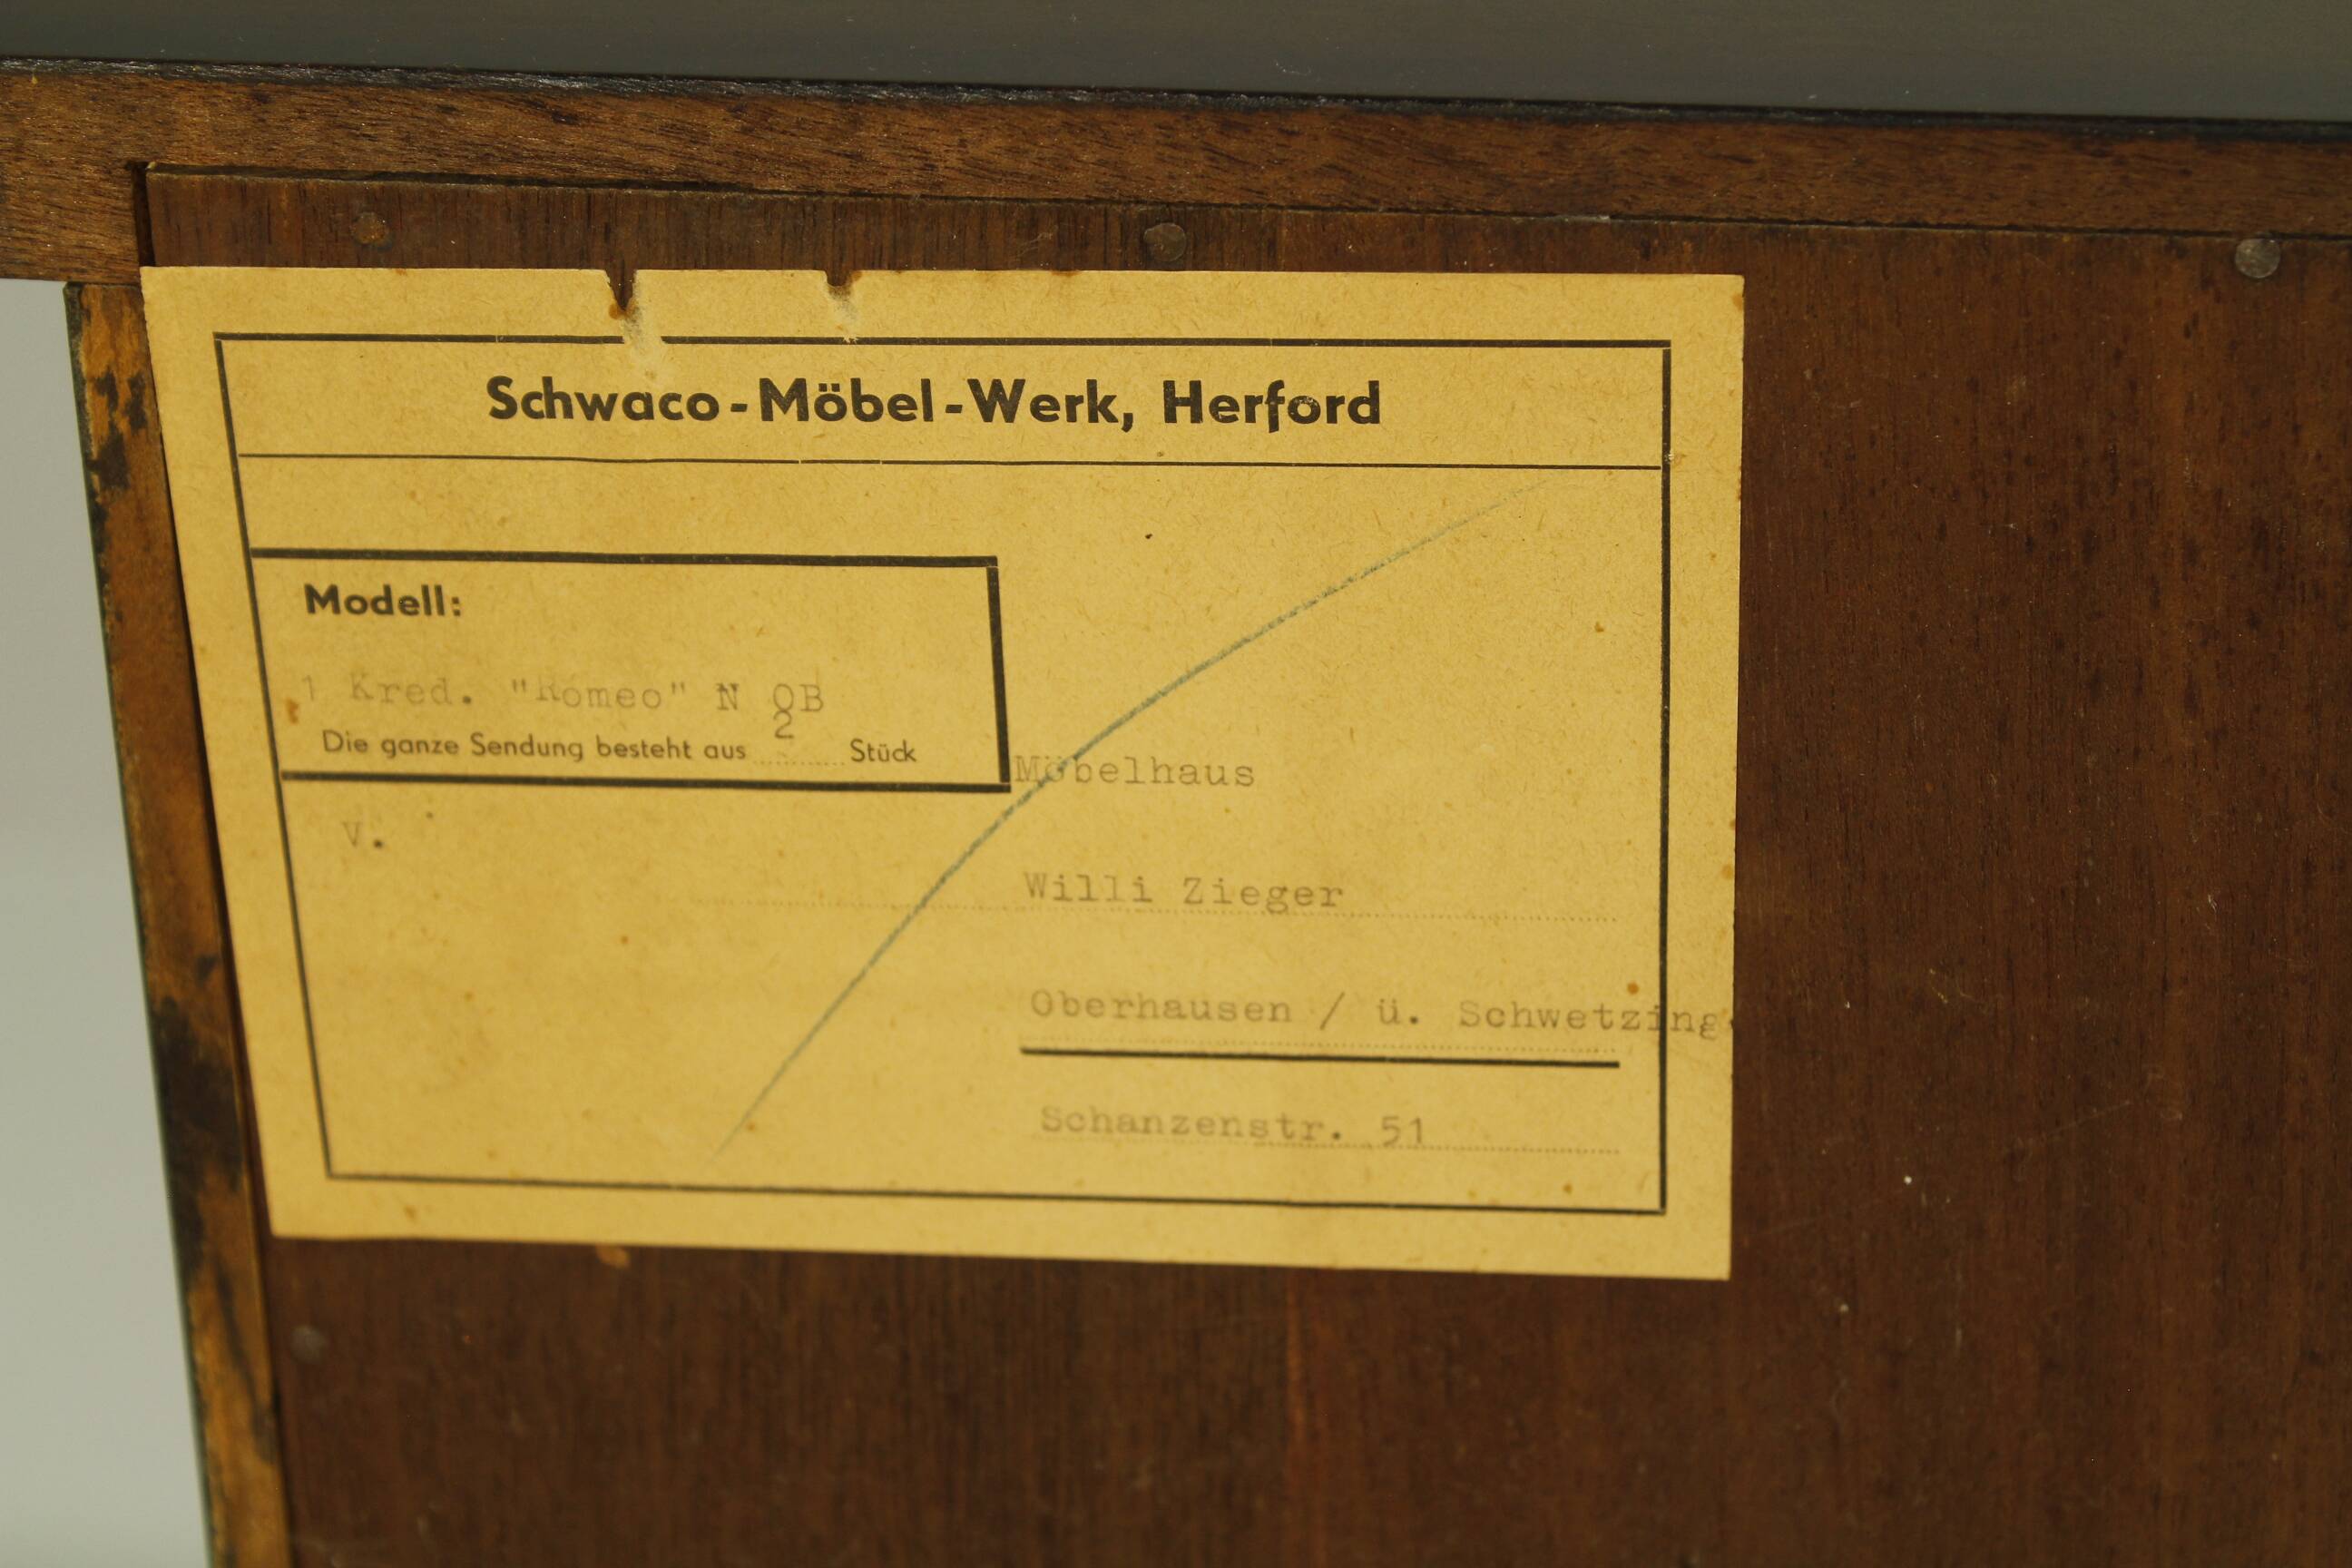 Schwaco-Möbel-Werk, Herford
Modell:
1 Kred. "Romeo" N OB
2
Die ganze Sendung besteht aus ........ Stück
Möbelhaus
V.
Willi Zieger
Oberhausen / ü. Schwetzing
Schanzenstr. 51